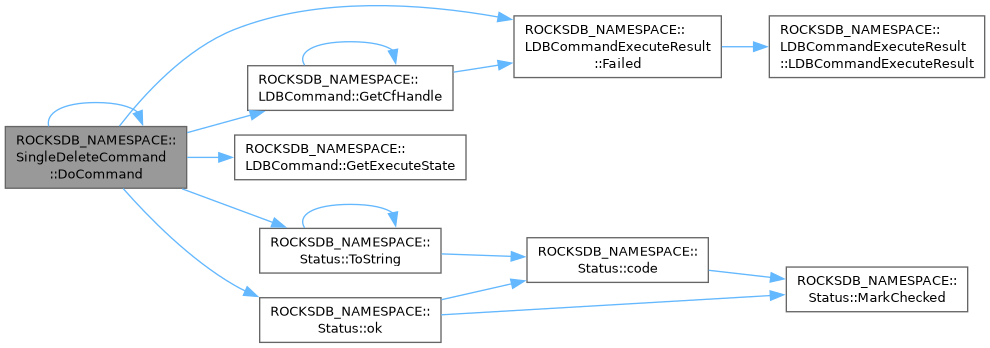 ROCKSDB_NAMESPACE::
SingleDeleteCommand
::DoCommand
ROCKSDB_NAMESPACE::
LDBCommand::GetCfHandle
ROCKSDB_NAMESPACE::
LDBCommandExecuteResult
::Failed
ROCKSDB_NAMESPACE::
LDBCommandExecuteResult
::LDBCommandExecuteResult
ROCKSDB_NAMESPACE::
LDBCommand::GetExecuteState
ROCKSDB_NAMESPACE::
Status::ToString
ROCKSDB_NAMESPACE::
Status::code
ROCKSDB_NAMESPACE::
Status::MarkChecked
ROCKSDB_NAMESPACE::
Status::ok